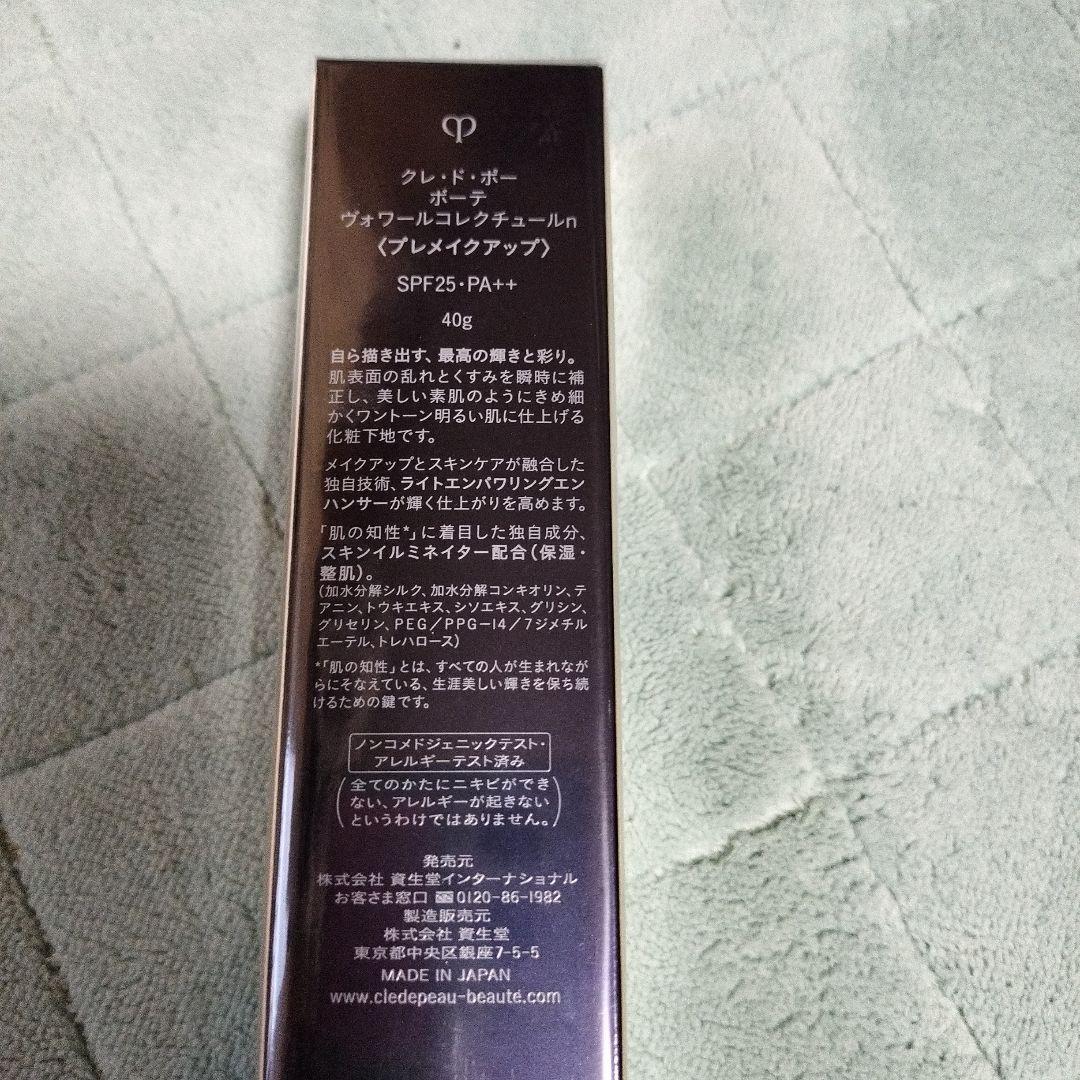 クレ・ド・ポー
ボーテ
ヴォワールコレクチュールn
〈プレメイクアップ〉
SPF25・PA++
40g
自ら描き出す、最高の輝きと彩り。
肌表面の乱れとくすみを瞬時に補
正し、美しい素肌のようにきめ細
かくワントーン明るい肌に仕上げる
化粧下地です。
メイクアップとスキンケアが融合した
独自技術、ライトエンパワリングエン
ハンサーが輝く仕上がりを高めます。
「肌の知性*」に着目した独自成分、
スキンイルミネイター配合(保湿・
整肌)。
(加水分解シルク、加水分解コンキオリン、テ
アニン、トウキエキス、シソエキス、グリシン、
グリセリン、PEG/PPG-14/7ジメチル
エーテル、トレハロース)
*「肌の知性」とは、すべての人が生まれなが
らにそなえている、生涯美しい輝きを保ち続
けるための鍵です。
ノンコメドジェニックテスト・
アレルギーテスト済み
(全てのかたにニキビができ
ない、アレルギーが起きない
というわけではありません。)
発売元
株式会社 資生堂インターナショナル
お客さま窓口 0120-86-1982
製造販売元
株式会社 資生堂
東京都中央区銀座7-5-5
MADE IN JAPAN
www.cledepeau-beaute.com